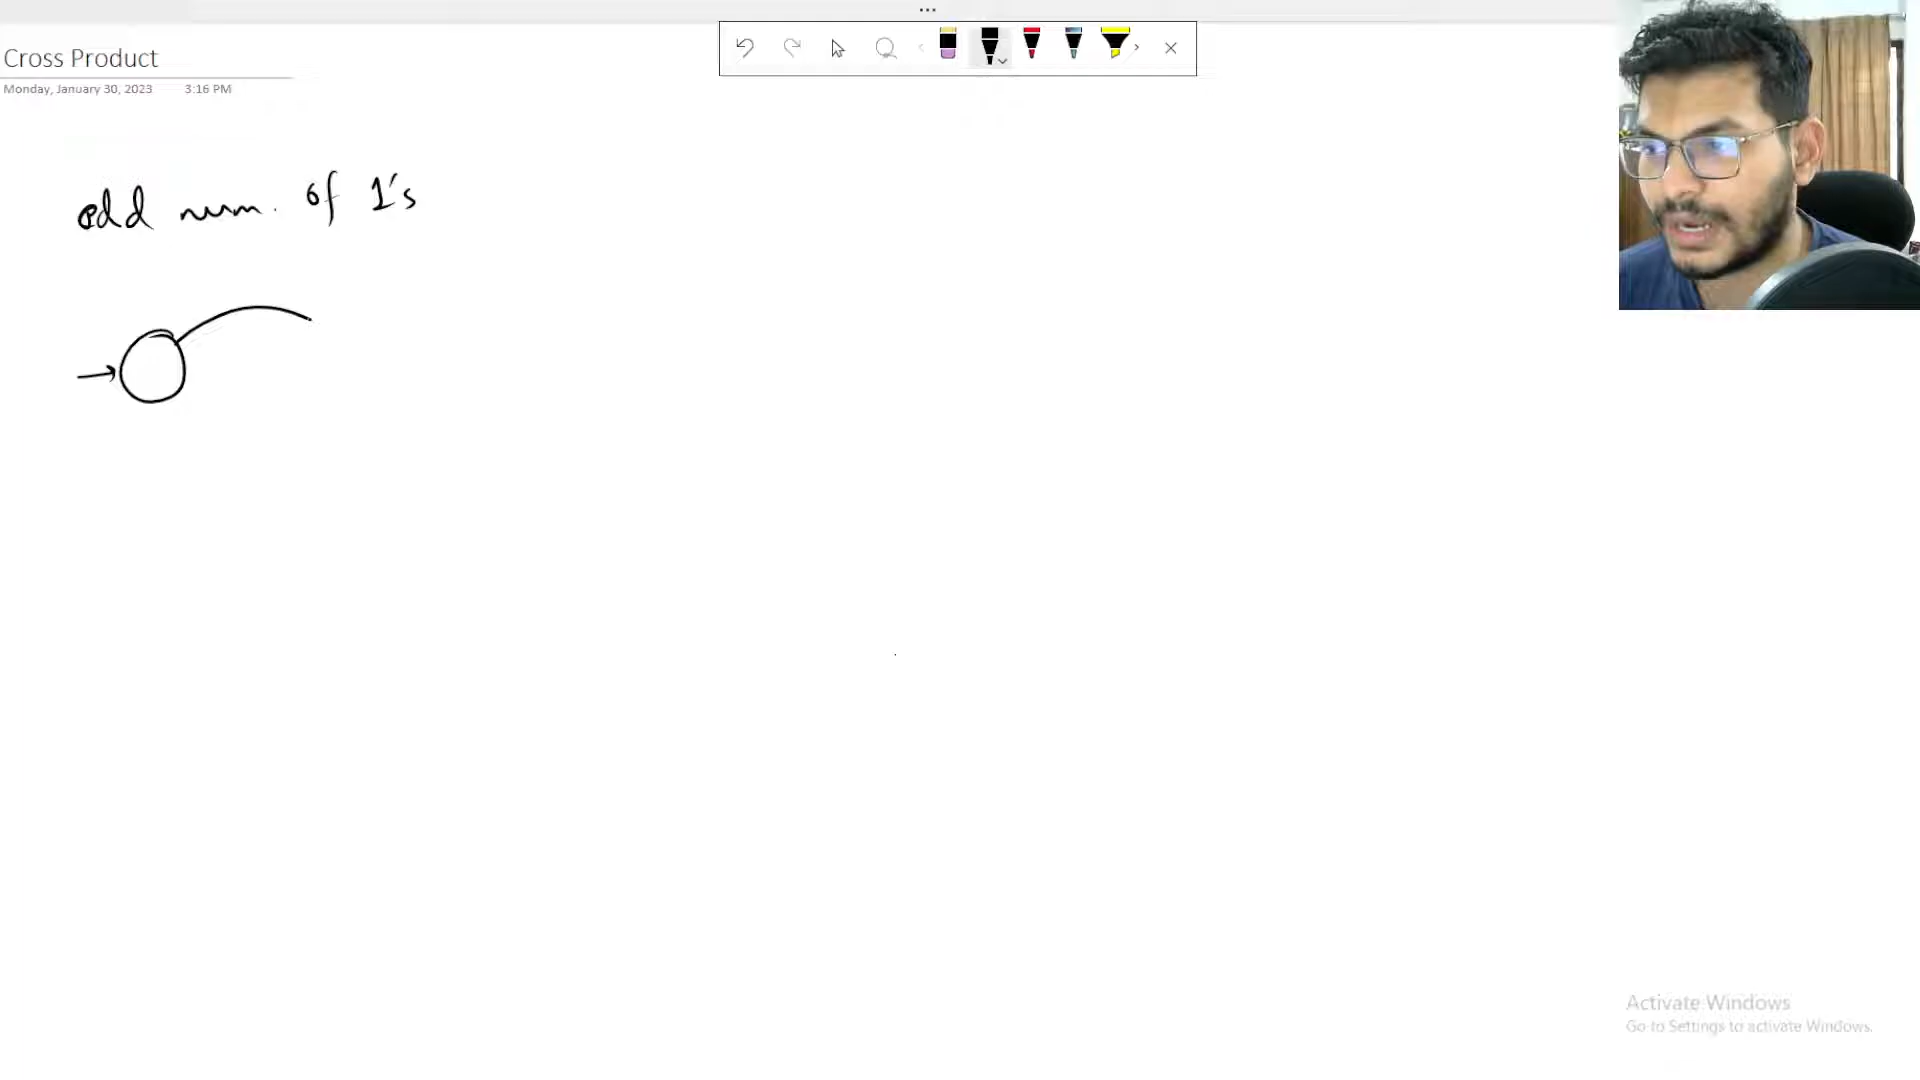 Cross Product
Monday, January 30, 2023 3:16 PM
odd num. of 1's
Activate Windows
Go to Settings to activate Windows.